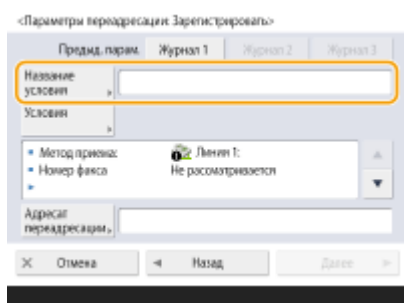 <Параметры переадресации: Зарегистрировать>
Предыд. парам. Журнал 1 Журнал 2 Журнал 3
Название
условия
Условия
• Метод приема: Линия 1:
• Номер факса Не рассматривается
Адресат
переадресации
Отмена Назад Далее